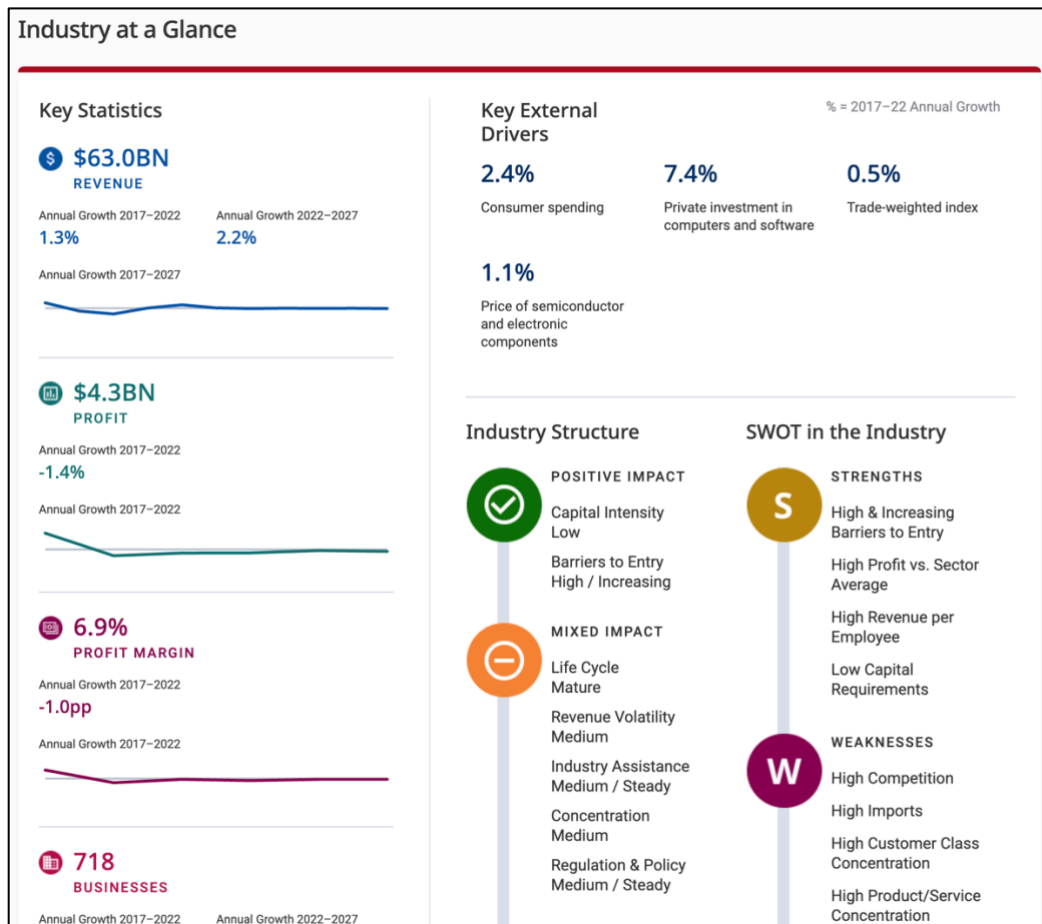 Industry at a Glance
Key Statistics
$63.0BN
REVENUE
Annual Growth 2017–2022
1.3%
Annual Growth 2022–2027
2.2%
Annual Growth 2017–2027
$4.3BN
PROFIT
Annual Growth 2017–2022
-1.4%
Annual Growth 2017–2022
6.9%
PROFIT MARGIN
Annual Growth 2017–2022
-1.0pp
Annual Growth 2017–2022
718
BUSINESSES
Annual Growth 2017–2022
Annual Growth 2022–2027
Key External
Drivers
% = 2017–22 Annual Growth
2.4%
Consumer spending
7.4%
Private investment in
computers and software
0.5%
Trade-weighted index
1.1%
Price of semiconductor
and electronic
components
Industry Structure
POSITIVE IMPACT
Capital Intensity
Low
Barriers to Entry
High / Increasing
MIXED IMPACT
Life Cycle
Mature
Revenue Volatility
Medium
Industry Assistance
Medium / Steady
Concentration
Medium
Regulation & Policy
Medium / Steady
SWOT in the Industry
S
STRENGTHS
High & Increasing
Barriers to Entry
High Profit vs. Sector
Average
High Revenue per
Employee
Low Capital
Requirements
W
WEAKNESSES
High Competition
High Imports
High Customer Class
Concentration
High Product/Service
Concentration